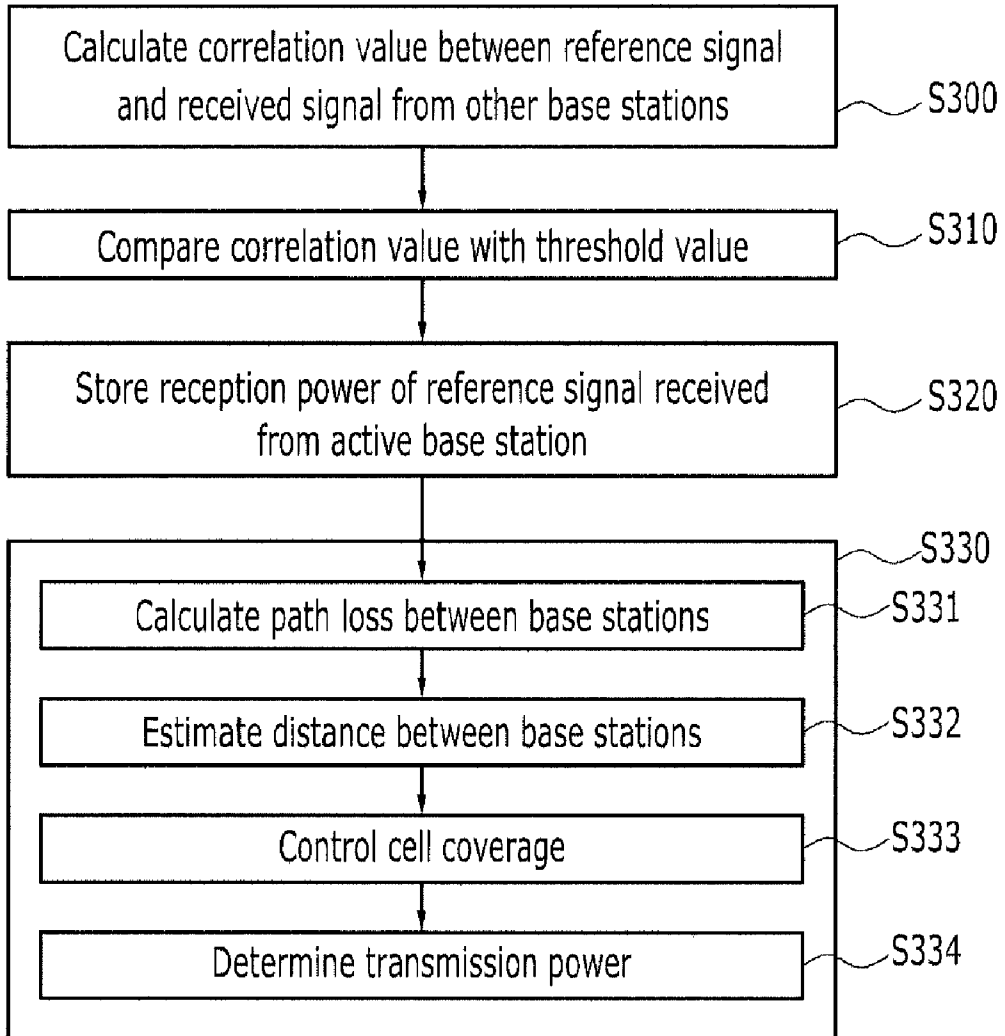 Calculate correlation value between reference signal
and received signal from other base stations
S300
Compare correlation value with threshold value
S310
Store reception power of reference signal received
from active base station
S320
S330
Calculate path loss between base stations
S331
Estimate distance between base stations
S332
Control cell coverage
S333
Determine transmission power
S334